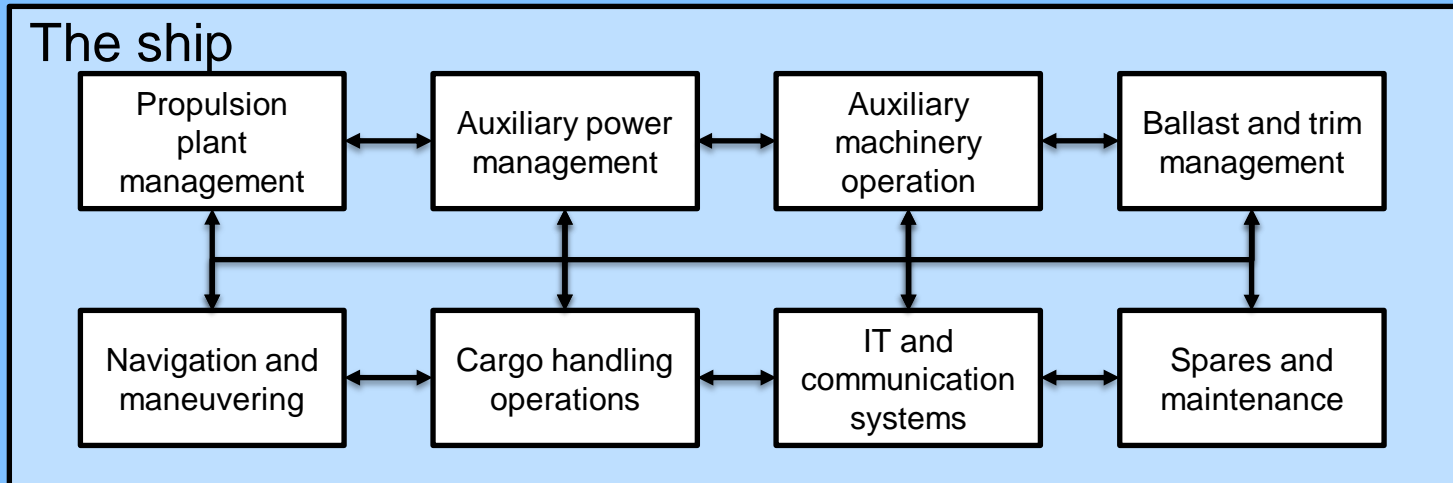 The ship
Propulsion
plant
management
Auxiliary power
management
Auxiliary
machinery
operation
Ballast and trim
management
Navigation and
maneuvering
Cargo handling
operations
IT and
communication
systems
Spares and
maintenance